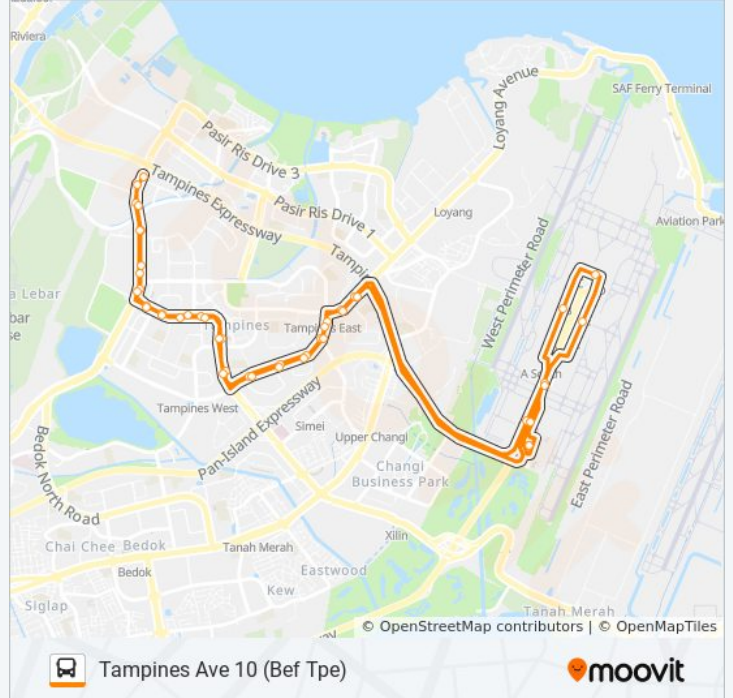 Riviera
SAF Ferry Terminal
Loyang Avenue
Pasir Ris Drive 3
Tampines Expressway
Pasir Ris Drive 1
Loyang
Aviation Park
West Perimeter Road
a Lebar
bar
se
Tampines East
Tampines West
Pan-Island Expressway
Simei
Upper Changi
East Perimeter Road
Bedok North Road
Changi
Business Park
Chai Chee
Bedok
Tanah Merah
Xilin
Bedok
Eastwood
Kew
Siglap
Tanah Merah
© OpenStreetMap contributors | © OpenMapTiles
Tampines Ave 10 (Bef Tpe)
moovit